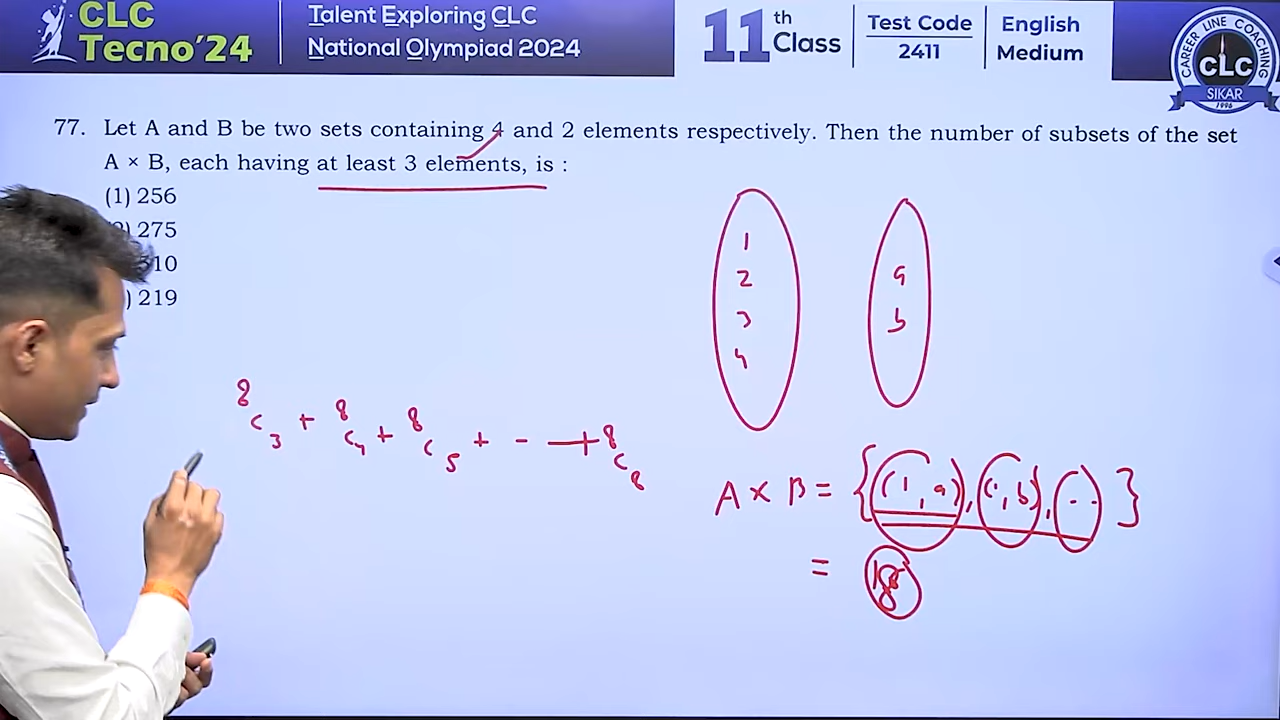 CLC
Tecno'24
Talent Exploring CLC
National Olympiad 2024
11th Class
Test Code
2411
English
Medium
CAREER LINE COACHING
CLC
SIKAR
1996
77. Let A and B be two sets containing 4 and 2 elements respectively. Then the number of subsets of the set
A × B, each having at least 3 elements, is :
(1) 256
) 275
10
) 219
1
2
3
4
a
b
⁸C₃ + ⁸C₄ + ⁸C₅ + - — + ⁸C₈
A × B = {(1, a), (1, b), (- -)}
=